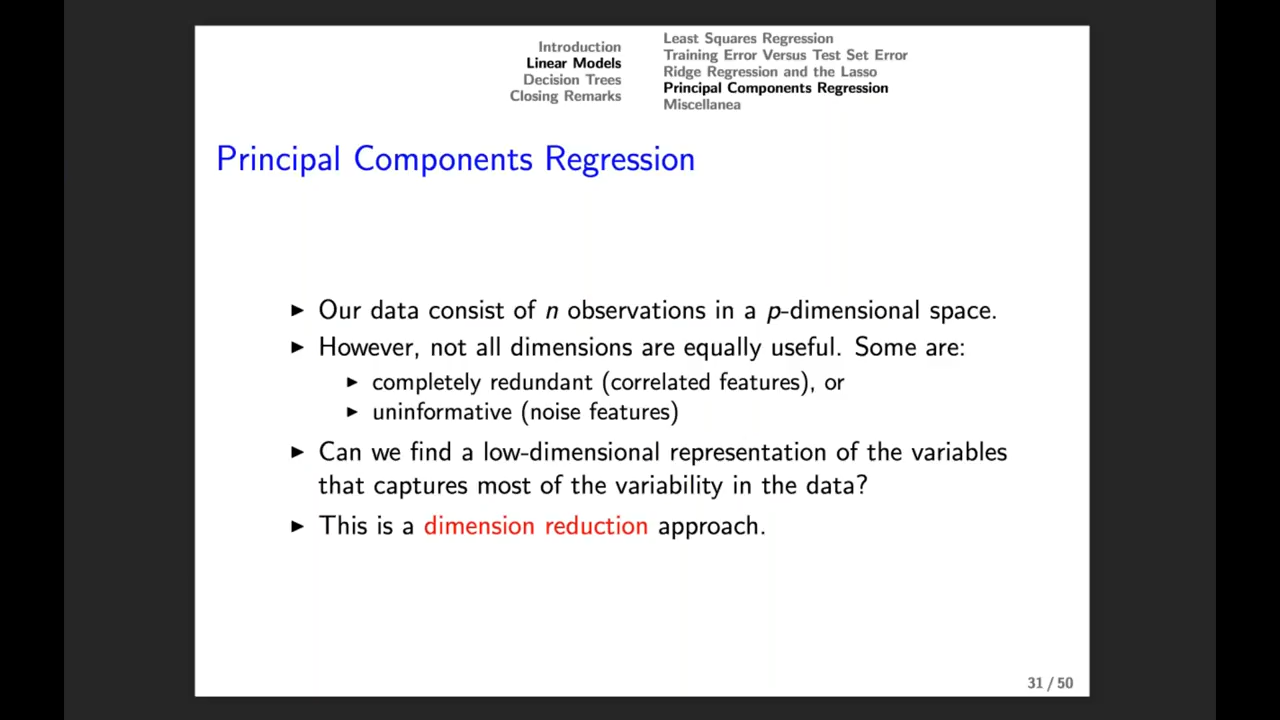 Introduction
Linear Models
Decision Trees
Closing Remarks
Least Squares Regression
Training Error Versus Test Set Error
Ridge Regression and the Lasso
Principal Components Regression
Miscellanea
Principal Components Regression
► Our data consist of n observations in a p-dimensional space.
► However, not all dimensions are equally useful. Some are:
► completely redundant (correlated features), or
► uninformative (noise features)
► Can we find a low-dimensional representation of the variables
that captures most of the variability in the data?
► This is a dimension reduction approach.
31 / 50